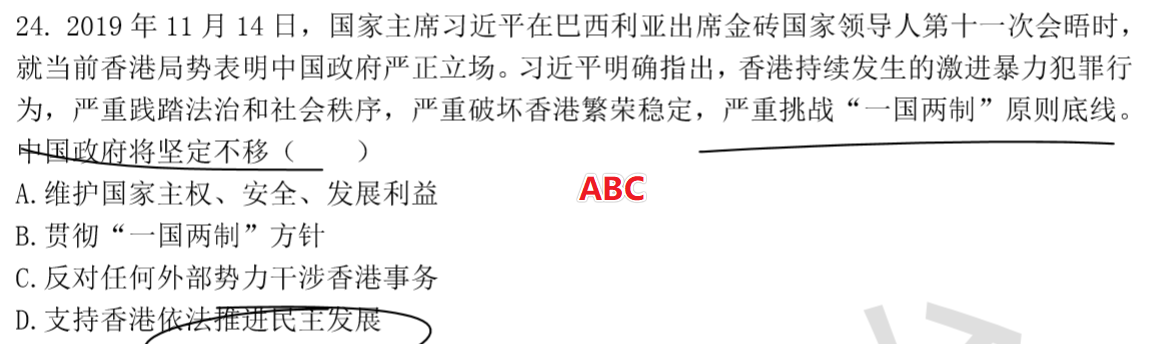 24. 2019 年 11 月 14 日，国家主席习近平在巴西利亚出席金砖国家领导人第十一次会晤时，
就当前香港局势表明中国政府严正立场。习近平明确指出，香港持续发生的激进暴力犯罪行
为，严重践踏法治和社会秩序，严重破坏香港繁荣稳定，严重挑战“一国两制”原则底线。
中国政府将坚定不移（　　）
A.维护国家主权、安全、发展利益
ABC
B.贯彻“一国两制”方针
C.反对任何外部势力干涉香港事务
D.支持香港依法推进民主发展